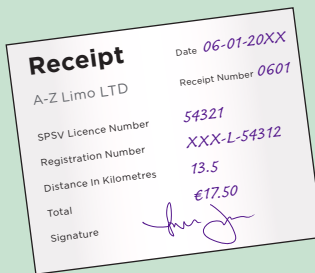 Receipt
Date 06-01-20XX
A-Z Limo LTD
Receipt Number 0601
SPSV Licence Number 54321
Registration Number XXX-L-54312
Distance In Kilometres 13.5
Total €17.50
Signature